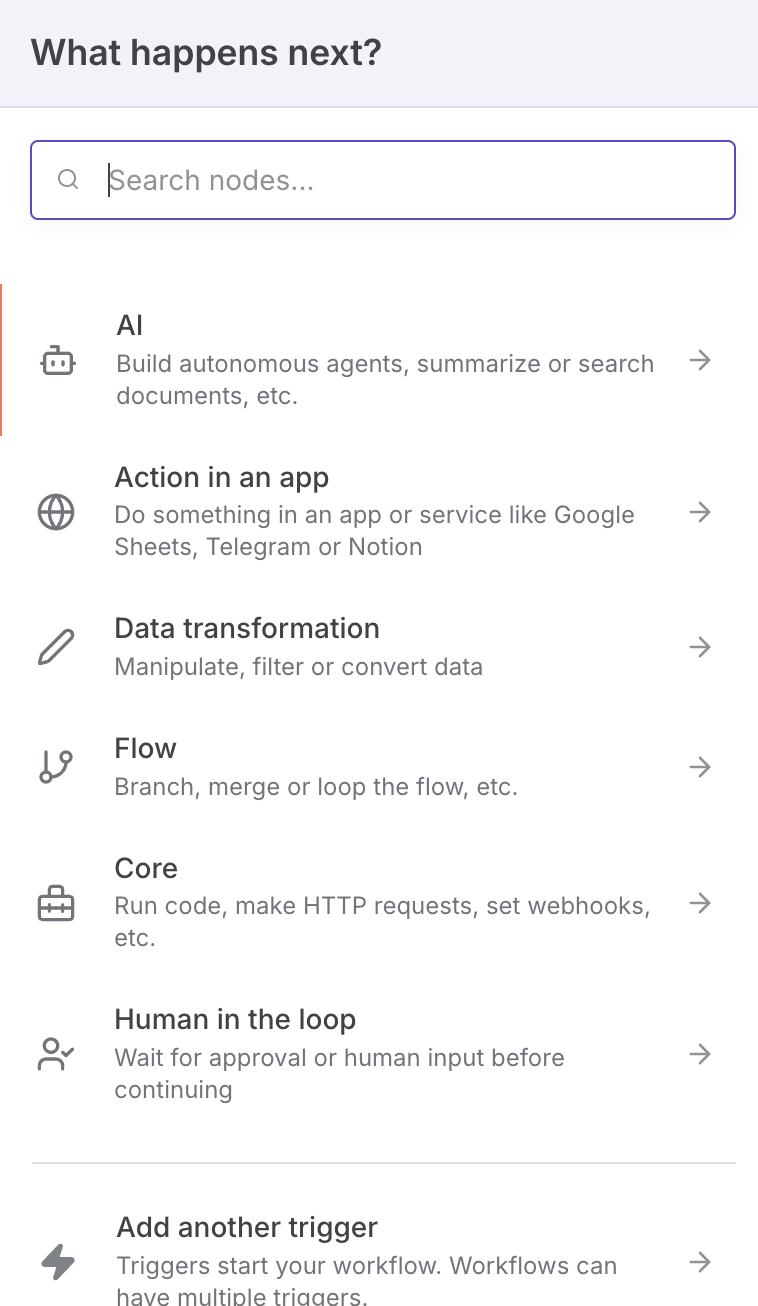 What happens next?
Search nodes...
AI
Build autonomous agents, summarize or search
documents, etc.
Action in an app
Do something in an app or service like Google
Sheets, Telegram or Notion
Data transformation
Manipulate, filter or convert data
Flow
Branch, merge or loop the flow, etc.
Core
Run code, make HTTP requests, set webhooks,
etc.
Human in the loop
Wait for approval or human input before
continuing
Add another trigger
Triggers start your workflow. Workflows can
have multiple triggers.